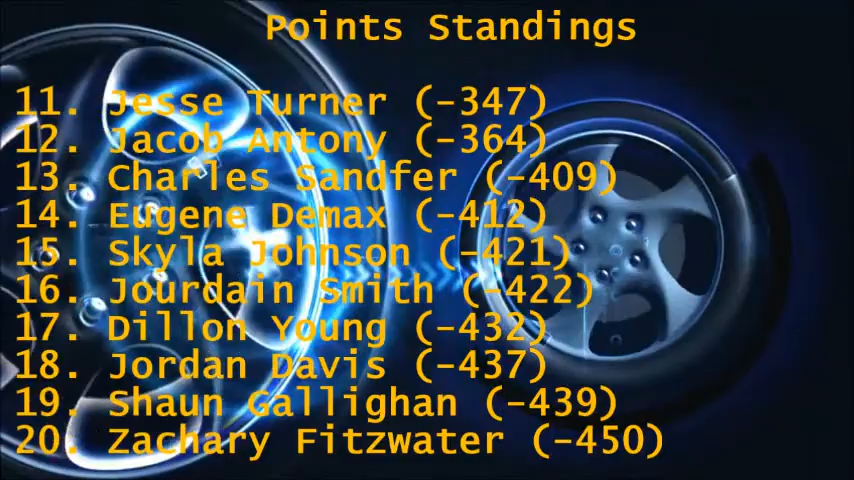 Points Standings
11. Jesse Turner (-347)
12. Jacob Antony (-364)
13. Charles Sandfer (-409)
14. Eugene Demax (-412)
15. Skyla Johnson (-421)
16. Jourdain Smith (-422)
17. Dillon Young (-432)
18. Jordan Davis (-437)
19. Shaun Gallighan (-439)
20. Zachary Fitzwater (-450)